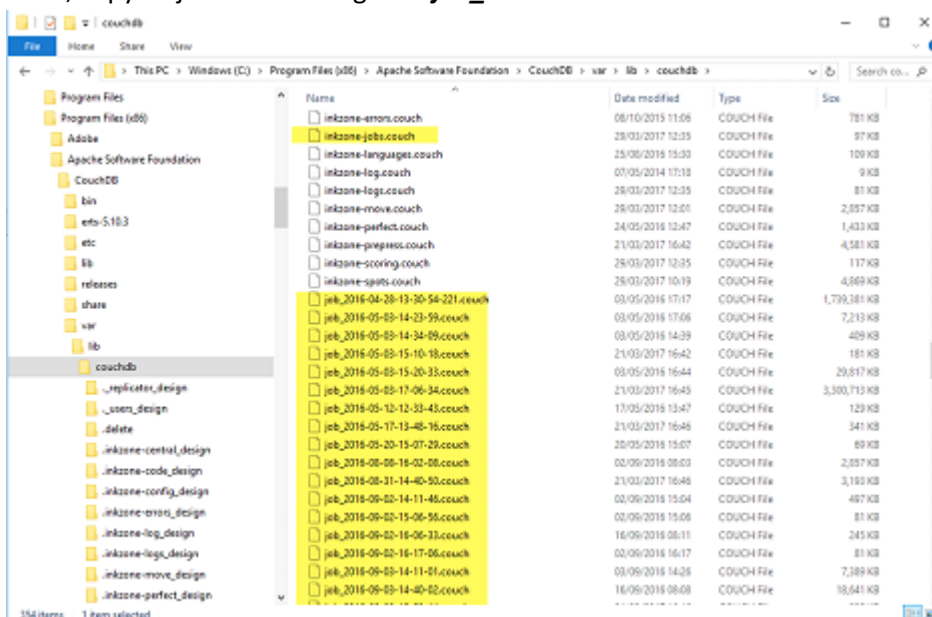 couchdb
File Home Share View
This PC > Windows (C:) > Program Files (x86) > Apache Software Foundation > CouchDB > var > lib > couchdb >
Search co...
Program Files
Program Files (x86)
Adobe
Apache Software Foundation
CouchDB
bin
erts-5.10.3
etc
lib
releases
share
var
lib
couchdb
._replicator_design
._users_design
.delete
.inkzone-central_design
.inkzone-code_design
.inkzone-config_design
.inkzone-errors_design
.inkzone-log_design
.inkzone-logs_design
.inkzone-move_design
.inkzone-perfect_design
Name Date modified Type Size
inkzone-errors.couch 08/10/2015 11:06 COUCH File 781 KB
inkzone-jobs.couch 29/03/2017 12:35 COUCH File 97 KB
inkzone-languages.couch 25/08/2016 15:30 COUCH File 109 KB
inkzone-log.couch 07/05/2014 17:18 COUCH File 9 KB
inkzone-logs.couch 29/03/2017 12:35 COUCH File 81 KB
inkzone-move.couch 29/03/2017 12:01 COUCH File 2,057 KB
inkzone-perfect.couch 24/05/2016 12:47 COUCH File 1,433 KB
inkzone-prepress.couch 21/03/2017 16:42 COUCH File 4,581 KB
inkzone-scoring.couch 29/03/2017 12:35 COUCH File 117 KB
inkzone-spots.couch 29/03/2017 10:19 COUCH File 4,869 KB
job_2016-04-28-13-30-54-221.couch 03/05/2016 17:17 COUCH File 1,739,381 KB
job_2016-05-03-14-23-59.couch 03/05/2016 17:06 COUCH File 7,213 KB
job_2016-05-03-14-34-09.couch 03/05/2016 14:39 COUCH File 409 KB
job_2016-05-03-15-10-18.couch 21/03/2017 16:42 COUCH File 181 KB
job_2016-05-03-15-20-33.couch 03/05/2016 16:44 COUCH File 29,817 KB
job_2016-05-03-17-06-34.couch 21/03/2017 16:45 COUCH File 3,300,713 KB
job_2016-05-12-12-33-43.couch 17/05/2016 13:47 COUCH File 129 KB
job_2016-05-17-13-48-16.couch 21/03/2017 16:46 COUCH File 341 KB
job_2016-05-20-15-07-29.couch 20/05/2016 15:07 COUCH File 69 KB
job_2016-08-08-16-02-08.couch 02/09/2016 08:03 COUCH File 2,857 KB
job_2016-08-31-14-40-50.couch 21/03/2017 16:46 COUCH File 3,193 KB
job_2016-09-02-14-11-46.couch 02/09/2016 15:04 COUCH File 497 KB
job_2016-09-02-15-06-56.couch 02/09/2016 15:06 COUCH File 81 KB
job_2016-09-02-16-06-33.couch 16/09/2016 08:11 COUCH File 245 KB
job_2016-09-02-16-17-06.couch 02/09/2016 16:17 COUCH File 81 KB
job_2016-09-03-14-11-01.couch 03/09/2016 14:26 COUCH File 7,389 KB
job_2016-09-03-14-40-02.couch 16/09/2016 08:08 COUCH File 18,641 KB
154 items 1 item selected